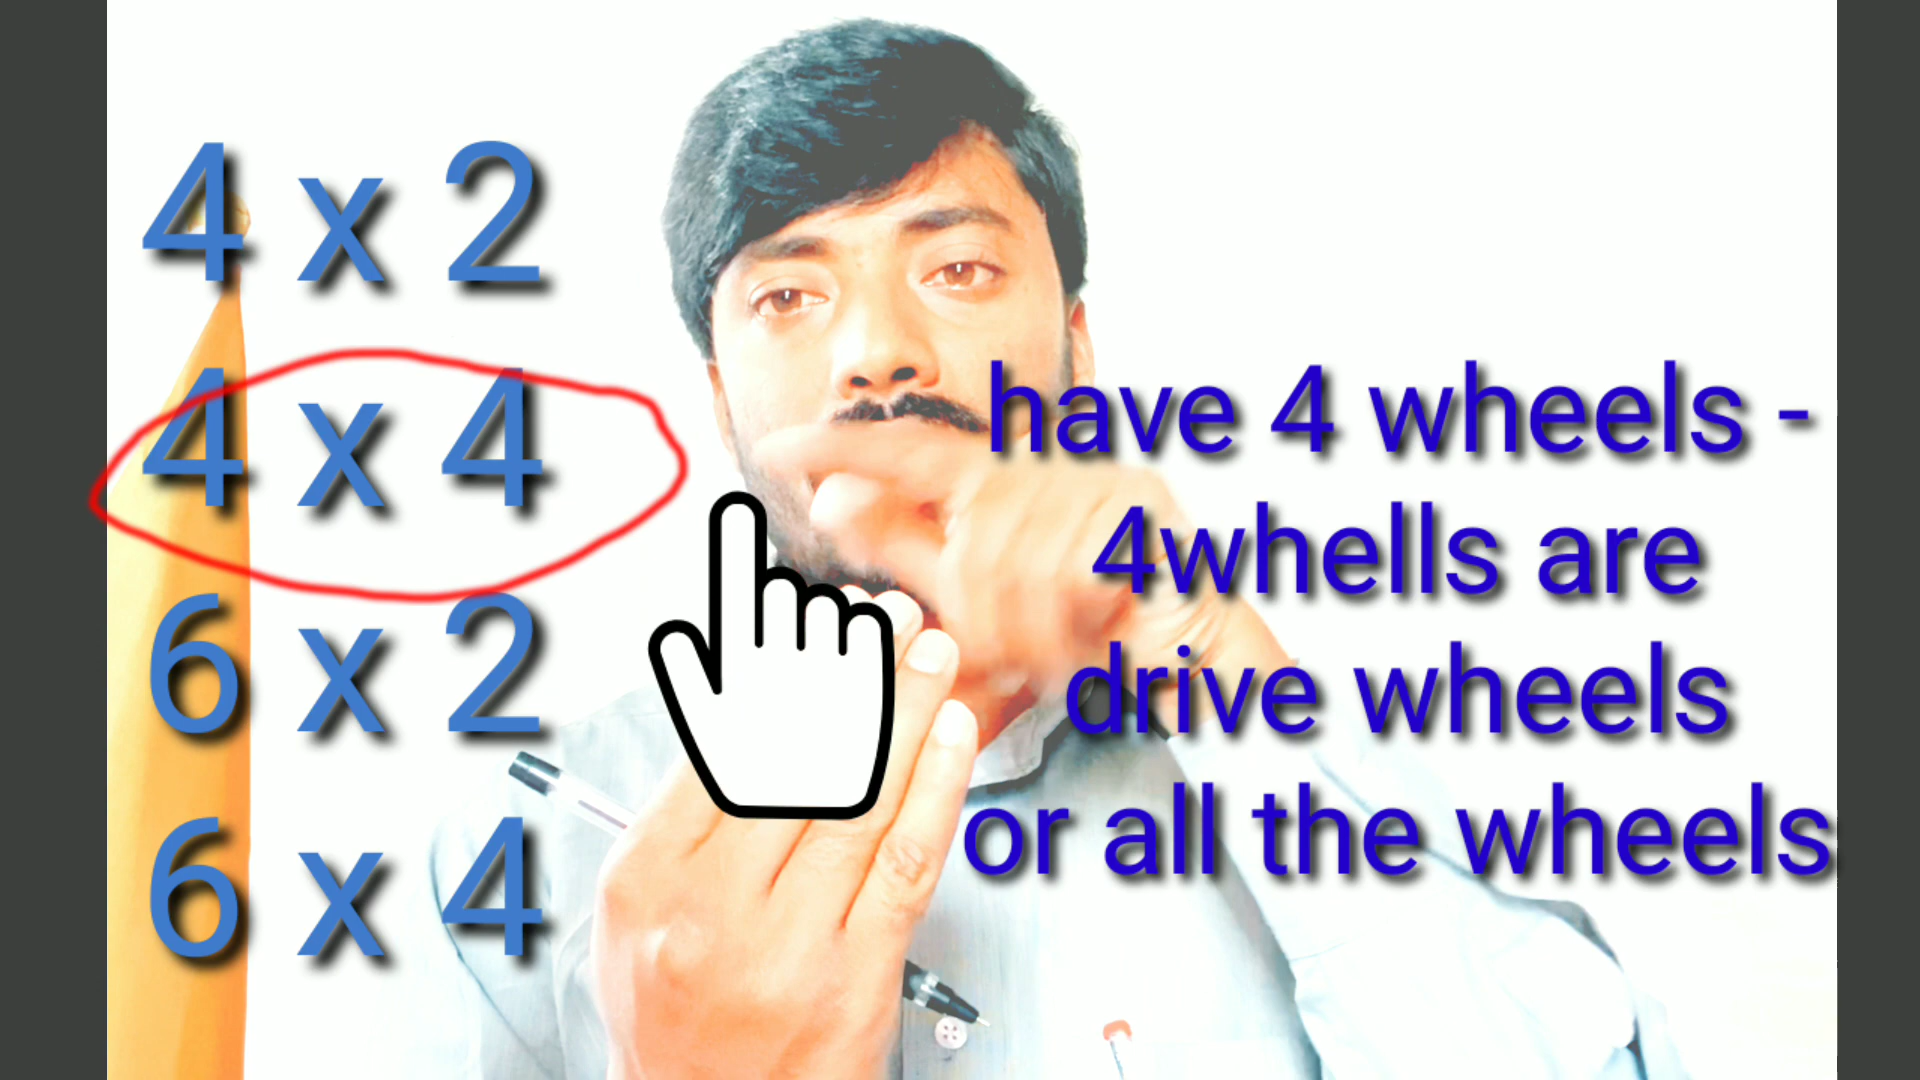 4 x 2
4 x 4
6 x 2
6 x 4
have 4 wheels -
4whells are
drive wheels
or all the wheels